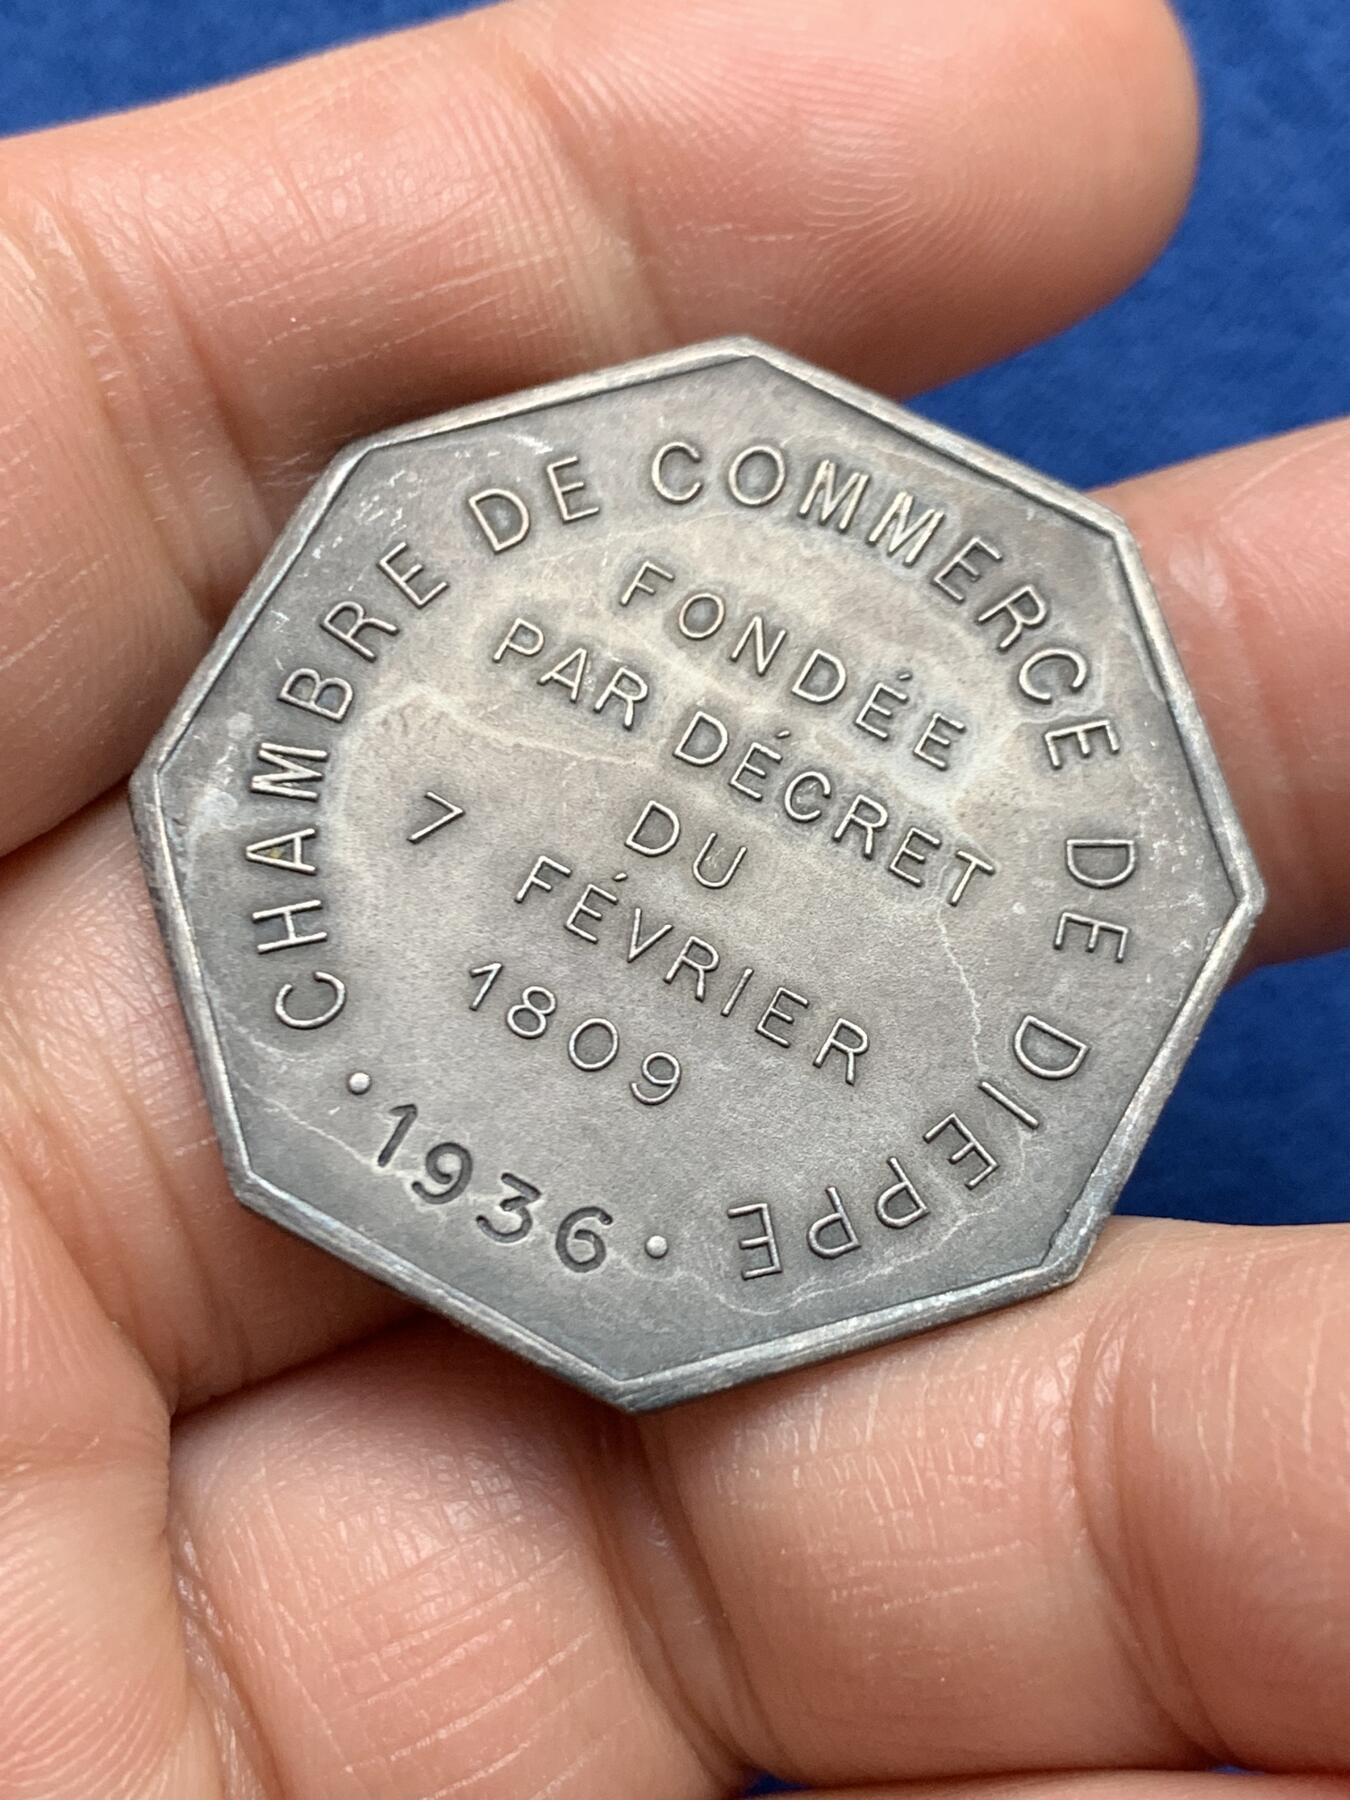 CHAMBRE DE COMMERCE DE DIEPPE
FONDÉE
PAR DÉCRET
DU
7 FÉVRIER
1809
• 1936 •